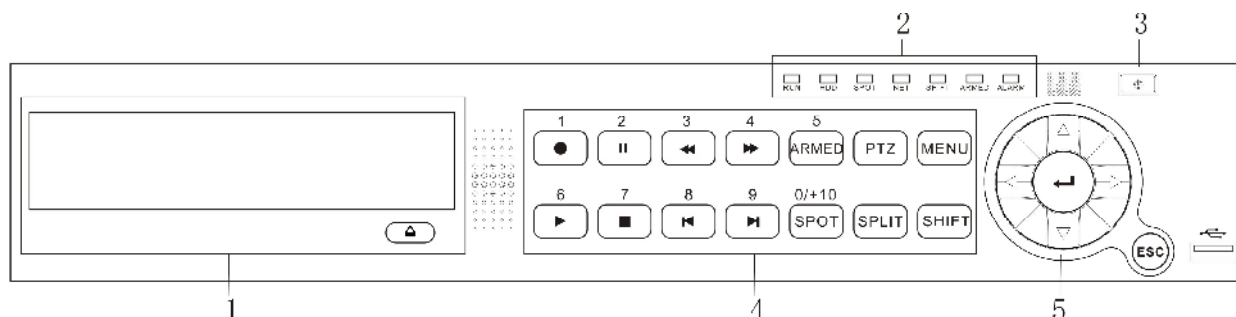 2 3
RUN HDD SPOT NET SHIFT ARMED ALARM
1 2 3 4 5
ARMED PTZ MENU
6 7 8 9 0/+10
SPOT SPLIT SHIFT
ESC
1 4 5